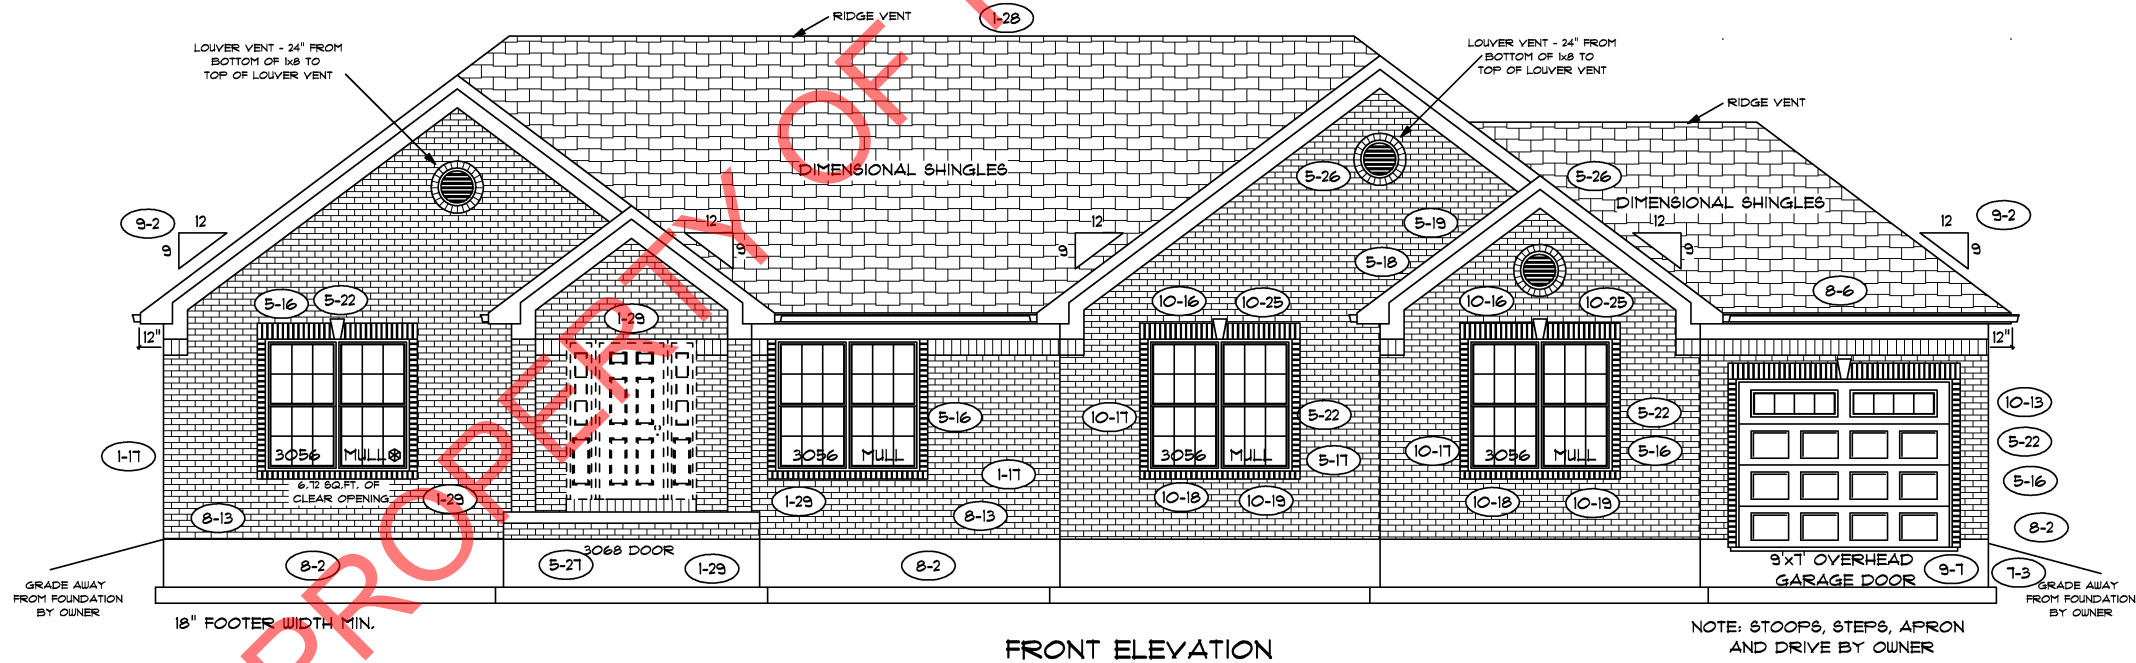 RIDGE VENT
1-28
LOUVER VENT - 24" FROM
BOTTOM OF 1x8 TO
TOP OF LOUVER VENT
LOUVER VENT - 24" FROM
BOTTOM OF 1x8 TO
TOP OF LOUVER VENT
RIDGE VENT
DIMENSIONAL SHINGLES
5-26
5-26
DIMENSIONAL SHINGLES
9-2
12
9
12
9
12
9
5-19
12
9
12
9
9-2
5-18
8-6
5-16
5-22
1-29
10-16
10-25
10-16
10-25
12"
12"
10-13
5-16
10-17
5-22
5-22
5-22
1-17
3056
MULL
3056
MULL
3056
MULL
5-17
10-17
3056
MULL
5-16
1-17
5-16
6.72 SQ.FT. OF
CLEAR OPENING
1-29
1-29
10-18
10-19
10-18
10-19
8-13
8-13
8-2
8-2
5-27
3068 DOOR
1-29
8-2
9'x7' OVERHEAD
GARAGE DOOR
9-7
7-3
GRADE AWAY
FROM FOUNDATION
BY OWNER
GRADE AWAY
FROM FOUNDATION
BY OWNER
18" FOOTER WIDTH MIN.
FRONT ELEVATION
NOTE: STOOPS, STEPS, APRON
AND DRIVE BY OWNER
PROPERTY OF